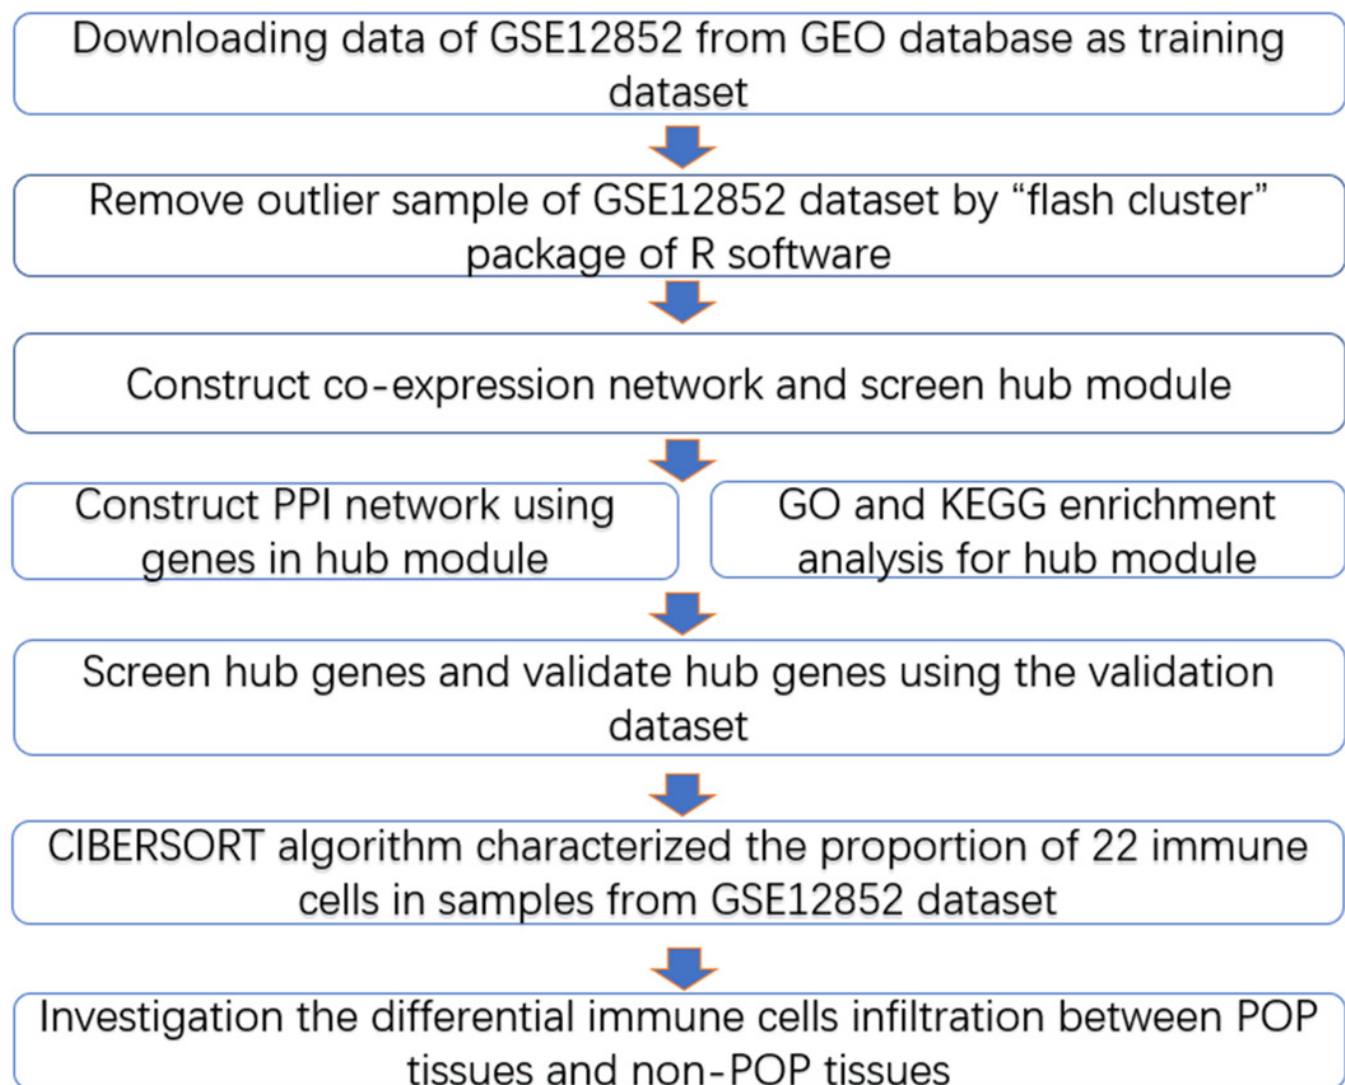 Downloading data of GSE12852 from GEO database as training
dataset
Remove outlier sample of GSE12852 dataset by “flash cluster”
package of R software
Construct co-expression network and screen hub module
Construct PPI network using
genes in hub module
GO and KEGG enrichment
analysis for hub module
Screen hub genes and validate hub genes using the validation
dataset
CIBERSORT algorithm characterized the proportion of 22 immune
cells in samples from GSE12852 dataset
Investigation the differential immune cells infiltration between POP
tissues and non-POP tissues